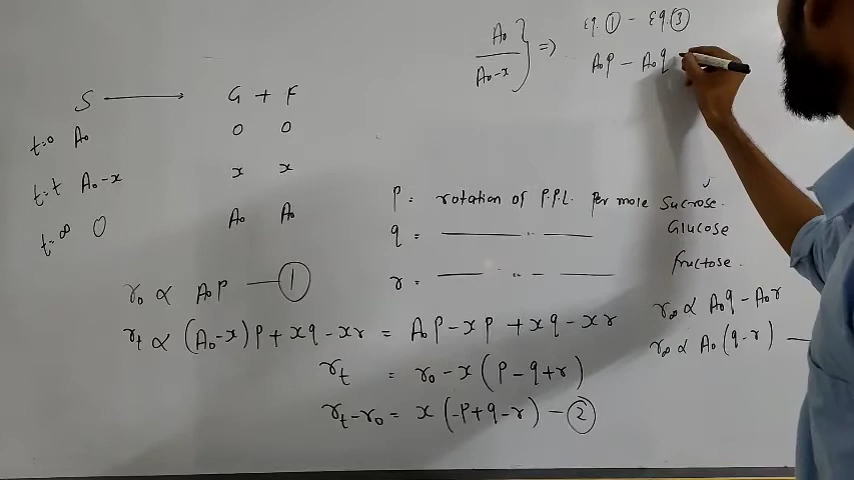 A₀ / A₀-x } => Eq. ① - Eq. ③
A₀p - A₀q
S ⟶ G + F
t=0 A₀ 0 0
t=t A₀-x x x
t=∞ 0 A₀ A₀
p = rotation of P.P.L. Per mole Sucrose.
q = —— ·· —— Glucose
r = —— ·· — —— fructose.
r₀ ∝ A₀p — ①
r∞ ∝ A₀q - A₀r
rₜ ∝ (A₀-x)p + xq - xr = A₀p - xp + xq - xr
r∞ ∝ A₀(q-r) —
rₜ = r₀ - x(p-q+r)
rₜ-r₀ = x(-p+q-r) - ②